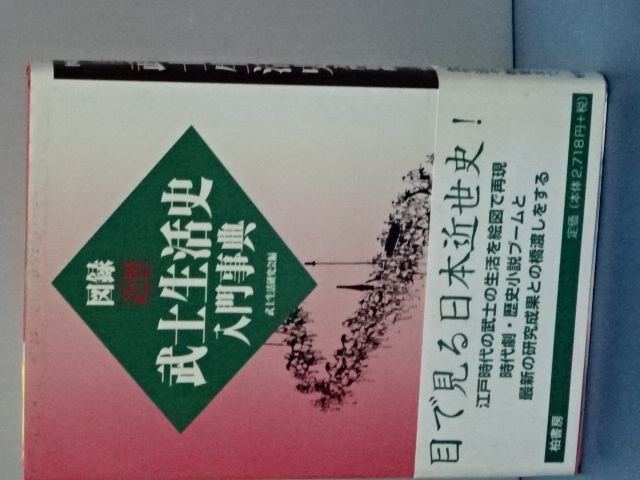 図録
近世
武士生活史
入門事典
武士生活研究会編
目で見る日本近世史!
江戸時代の武士の生活を絵図で再現
時代劇・歴史小説ブームと
最新の研究成果との橋渡しをする
定価(本体2,718円+税)
柏書房